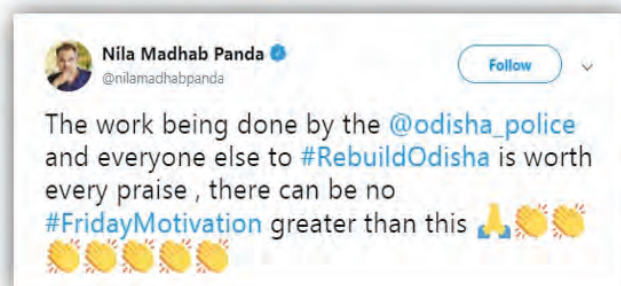 Nila Madhab Panda
@nilamadhabpanda
Follow
The work being done by the @odisha_police
and everyone else to #RebuildOdisha is worth
every praise , there can be no
#FridayMotivation greater than this 🙏👏👏
👏👏👏👏👏